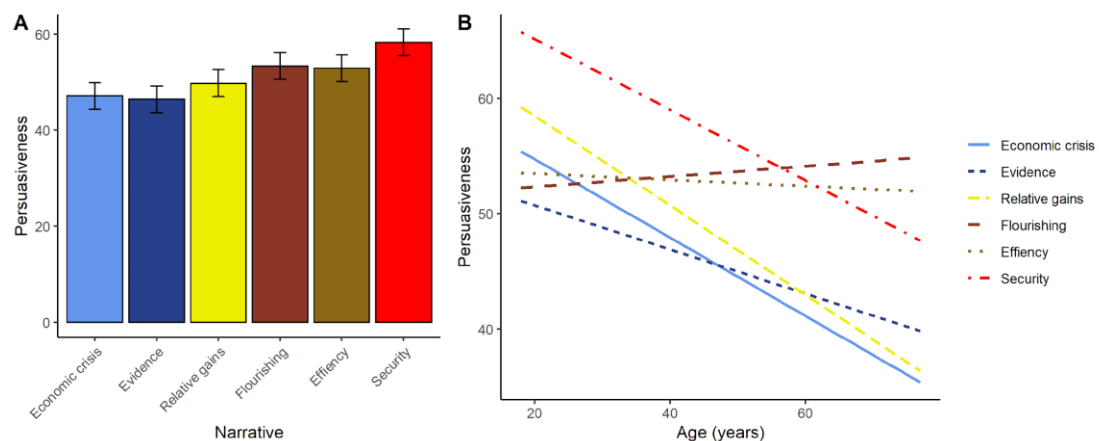 A
Persuasiveness
60
40
20
0
Economic crisis
Evidence
Relative gains
Flourishing
Effiency
Security
Narrative
B
Persuasiveness
60
50
40
20
40
60
Age (years)
Economic crisis
Evidence
Relative gains
Flourishing
Effiency
Security